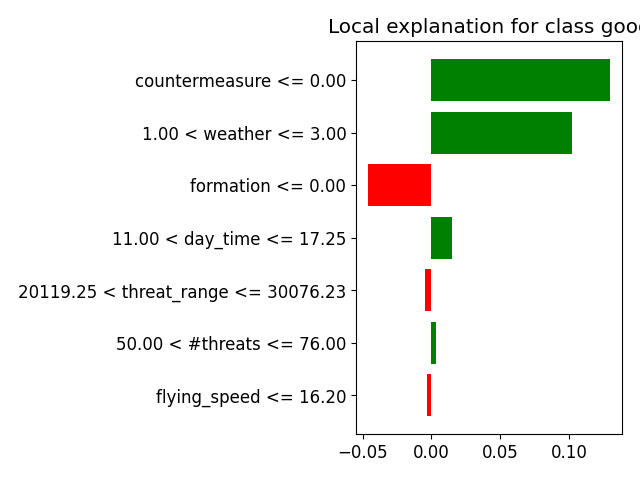 Local explanation for class good
countermeasure <= 0.00
1.00 < weather <= 3.00
formation <= 0.00
11.00 < day_time <= 17.25
20119.25 < threat_range <= 30076.23
50.00 < #threats <= 76.00
flying_speed <= 16.20
−0.05 0.00 0.05 0.10